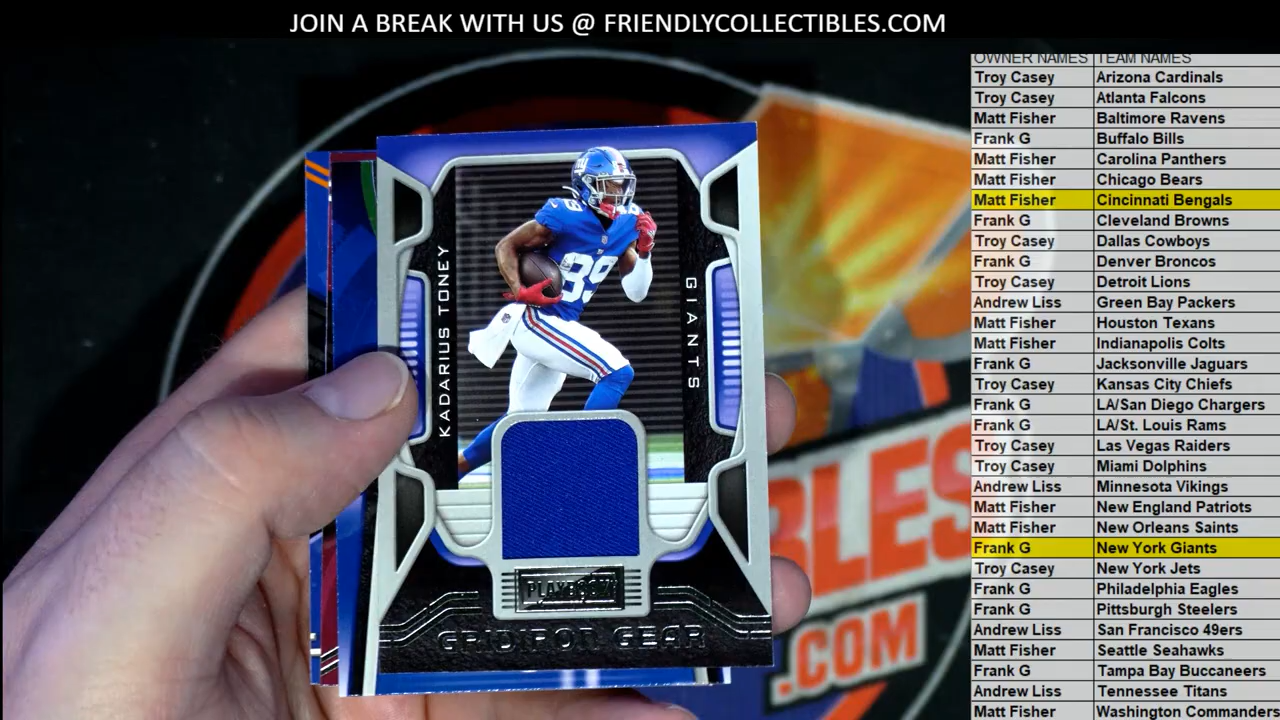 JOIN A BREAK WITH US @ FRIENDLYCOLLECTIBLES.COM
OWNER NAMES TEAM NAMES
Troy Casey Arizona Cardinals
Troy Casey Atlanta Falcons
Matt Fisher Baltimore Ravens
Frank G Buffalo Bills
Matt Fisher Carolina Panthers
Matt Fisher Chicago Bears
Matt Fisher Cincinnati Bengals
Frank G Cleveland Browns
Troy Casey Dallas Cowboys
Frank G Denver Broncos
Troy Casey Detroit Lions
Andrew Liss Green Bay Packers
Matt Fisher Houston Texans
Matt Fisher Indianapolis Colts
Frank G Jacksonville Jaguars
Troy Casey Kansas City Chiefs
Frank G LA/San Diego Chargers
Frank G LA/St. Louis Rams
Troy Casey Las Vegas Raiders
Troy Casey Miami Dolphins
Andrew Liss Minnesota Vikings
Matt Fisher New England Patriots
Matt Fisher New Orleans Saints
Frank G New York Giants
Troy Casey New York Jets
Frank G Philadelphia Eagles
Frank G Pittsburgh Steelers
Andrew Liss San Francisco 49ers
Matt Fisher Seattle Seahawks
Frank G Tampa Bay Buccaneers
Andrew Liss Tennessee Titans
Matt Fisher Washington Commanders
KADARIUS TONEY
GIANTS
89
PLAYBOOK
GRIDIRON GEAR
BLES
.COM